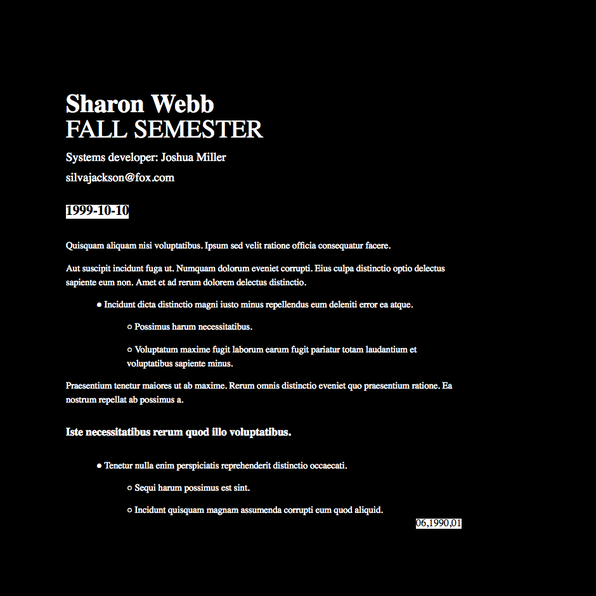 Sharon Webb
FALL SEMESTER
Systems developer: Joshua Miller
silvajackson@fox.com
1999-10-10
Quisquam aliquam nisi voluptatibus. Ipsum sed velit ratione officia consequatur facere.
Aut suscipit incidunt fuga ut. Numquam dolorum eveniet corrupti. Eius culpa distinctio optio delectus
sapiente eum non. Amet et ad rerum dolorem delectus distinctio.
● Incidunt dicta distinctio magni iusto minus repellendus eum deleniti error ea atque.
○ Possimus harum necessitatibus.
○ Voluptatum maxime fugit laborum earum fugit pariatur totam laudantium et
voluptatibus sapiente minus.
Praesentium tenetur maiores ut ab maxime. Rerum omnis distinctio eveniet quo praesentium ratione. Ea
nostrum repellat ab possimus a.
Iste necessitatibus rerum quod illo voluptatibus.
● Tenetur nulla enim perspiciatis reprehenderit distinctio occaecati.
○ Sequi harum possimus est sint.
○ Incidunt quisquam magnam assumenda corrupti eum quod aliquid.
06,1990,01